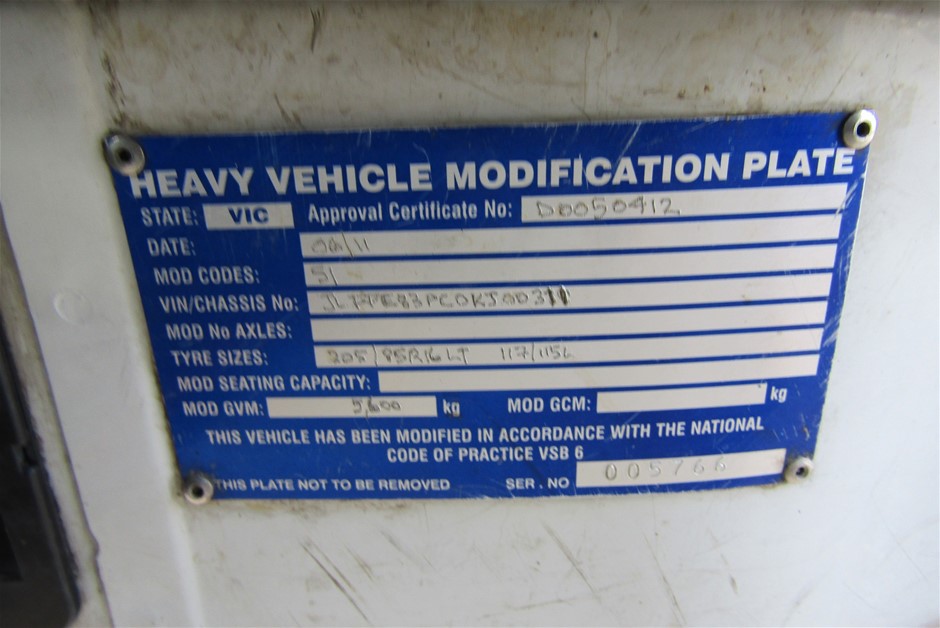 HEAVY VEHICLE MODIFICATION PLATE
STATE: VIC Approval Certificate No: D0050412
DATE: 06/11
MOD CODES: S1
VIN/CHASSIS No:
MOD No AXLES:
TYRE SIZES: 205/85R16LT 117/115L
MOD SEATING CAPACITY:
MOD GVM: 5,600 kg MOD GCM: kg
THIS VEHICLE HAS BEEN MODIFIED IN ACCORDANCE WITH THE NATIONAL
CODE OF PRACTICE VSB 6
THIS PLATE NOT TO BE REMOVED SER. NO 005766